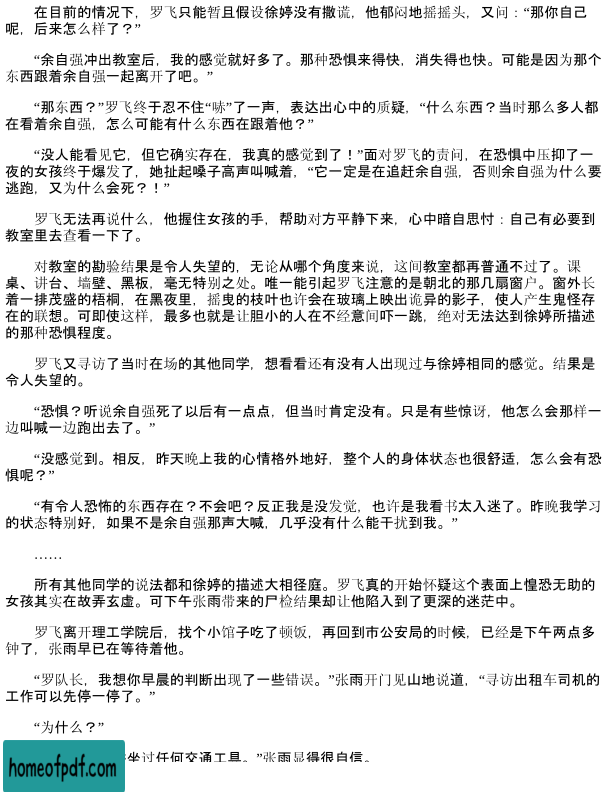 在目前的情况下，罗飞只能暂且假设徐婷没有撒谎，他郁闷地摇摇头，又问：“那你自己
呢，后来怎么样了？”
“余自强冲出教室后，我的感觉就好多了。那种恐惧来得快，消失得也快。可能是因为那个
东西跟着余自强一起离开了吧。”
“那东西？”罗飞终于忍不住“哧”了一声，表达出心中的质疑，“什么东西？当时那么多人都
在看着余自强，怎么可能有什么东西在跟着他？”
“没人能看见它，但它确实存在，我真的感觉到了！”面对罗飞的责问，在恐惧中压抑了一
夜的女孩终于爆发了，她扯起嗓子高声叫喊着，“它一定是在追赶余自强，否则余自强为什么要
逃跑，又为什么会死？！”
罗飞无法再说什么，他握住女孩的手，帮助对方平静下来，心中暗自思忖：自己有必要到
教室里去查看一下了。
对教室的勘验结果是令人失望的，无论从哪个角度来说，这间教室都再普通不过了。课
桌、讲台、墙壁、黑板，毫无特别之处。唯一能引起罗飞注意的是朝北的那几扇窗户。窗外长
着一排茂盛的梧桐，在黑夜里，摇曳的枝叶也许会在玻璃上映出诡异的影子，使人产生鬼怪存
在的联想。可即使这样，最多也就是让胆小的人在不经意间吓一跳，绝对无法达到徐婷所描述
的那种恐惧程度。
罗飞又寻访了当时在场的其他同学，想看看还有没有人出现过与徐婷相同的感觉。结果是
令人失望的。
“恐惧？听说余自强死了以后有一点点，但当时肯定没有。只是有些惊讶，他怎么会那样一
边叫喊一边跑出去了。”
“没感觉到。相反，昨天晚上我的心情格外地好，整个人的身体状态也很舒适，怎么会有恐
惧呢？”
“有令人恐怖的东西存在？不会吧？反正我是没发觉，也许是我看书太入迷了。昨晚我学习
的状态特别好，如果不是余自强那声大喊，几乎没有什么能干扰到我。”
……
所有其他同学的说法都和徐婷的描述大相径庭。罗飞真的开始怀疑这个表面上惶恐无助的
女孩其实在故弄玄虚。可下午张雨带来的尸检结果却让他陷入到了更深的迷茫中。
罗飞离开理工学院后，找个小馆子吃了顿饭，再回到市公安局的时候，已经是下午两点多
钟了，张雨早已在等待着他。
“罗队长，我想你早晨的判断出现了一些错误。”张雨开门见山地说道，“寻访出租车司机的
工作可以先停一停了。”
“为什么？”
坐过任何交通工具。”张雨显得很自信。
homeofpdf.com